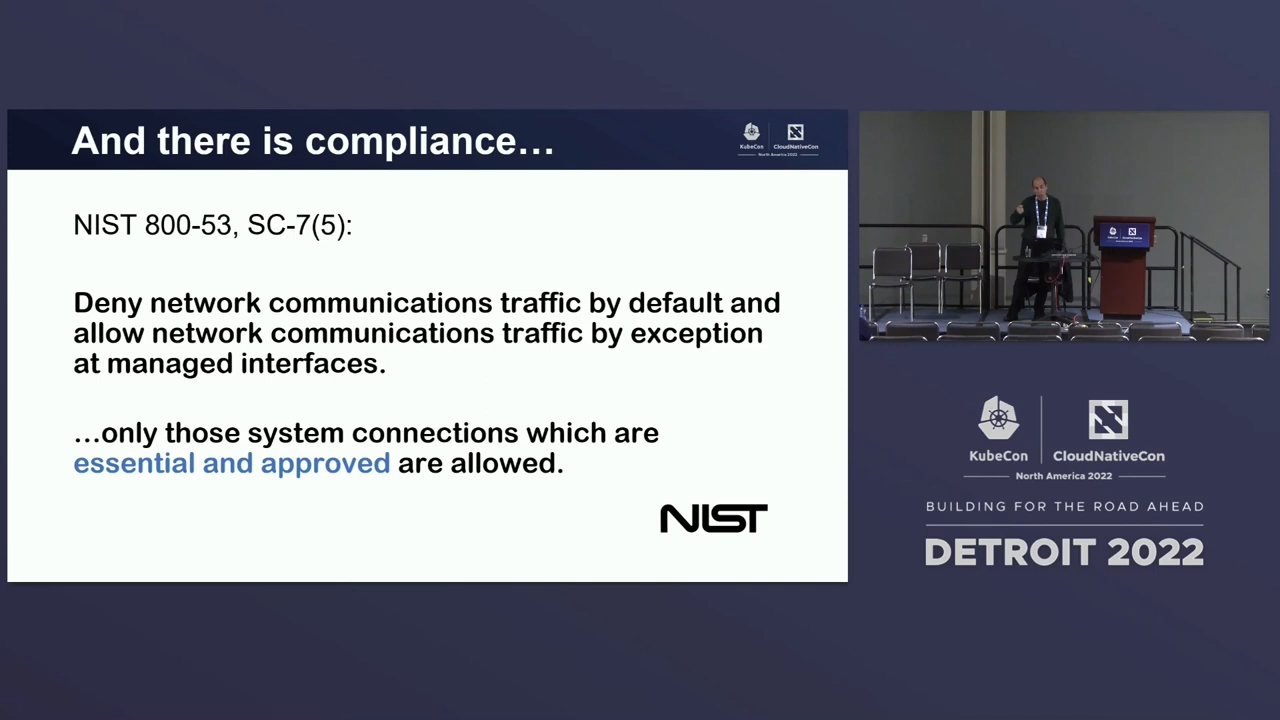 And there is compliance…
KubeCon
CloudNativeCon
North America 2022
NIST 800-53, SC-7(5):
Deny network communications traffic by default and
allow network communications traffic by exception
at managed interfaces.
…only those system connections which are
essential and approved are allowed.
NIST
KubeCon
CloudNativeCon
North America 2022
BUILDING FOR THE ROAD AHEAD
DETROIT 2022